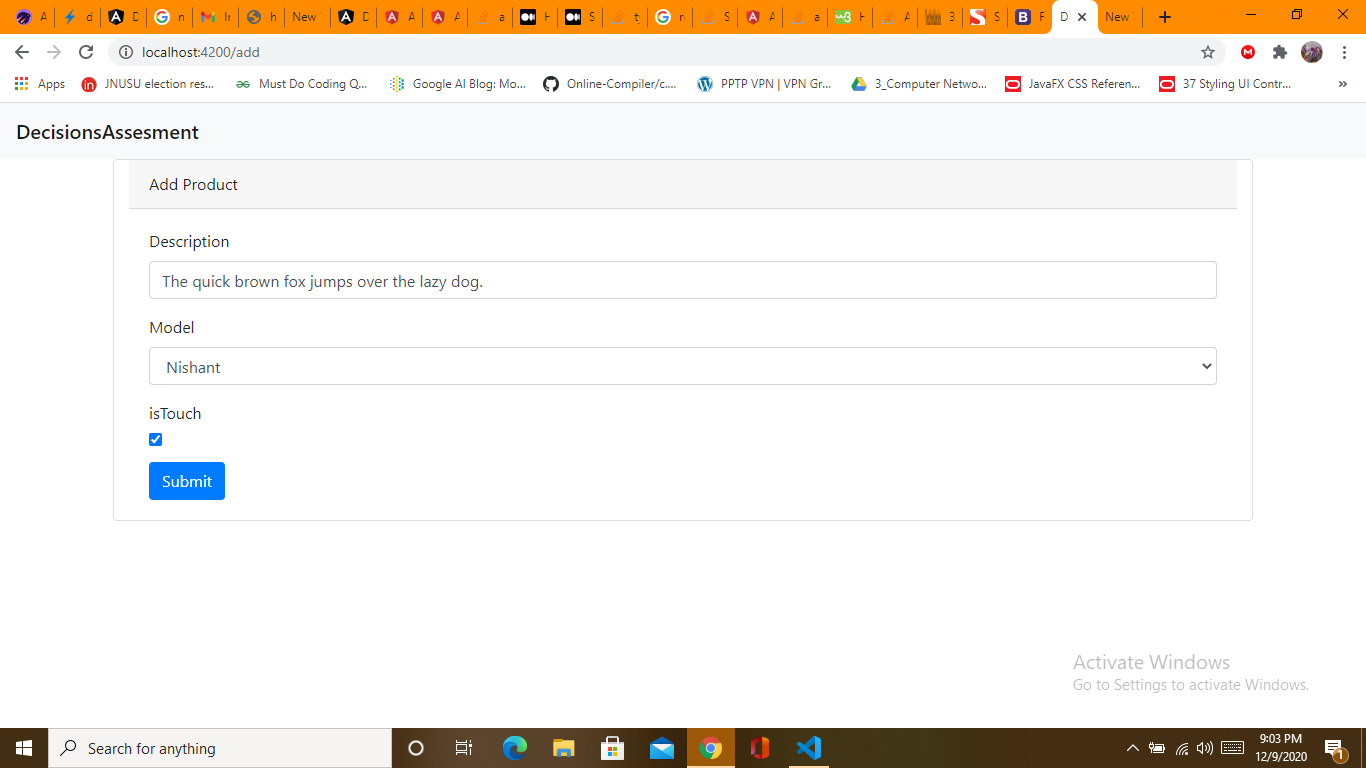 New
New
localhost:4200/add
Apps
JNUSU election res...
Must Do Coding Q...
Google AI Blog: Mo...
Online-Compiler/c....
PPTP VPN | VPN Gr...
3_Computer Netwo...
JavaFX CSS Referen...
37 Styling UI Contr...
»
DecisionsAssesment
Add Product
Description
The quick brown fox jumps over the lazy dog.
Model
Nishant
isTouch
Submit
Activate Windows
Go to Settings to activate Windows.
Search for anything
9:03 PM
12/9/2020
1